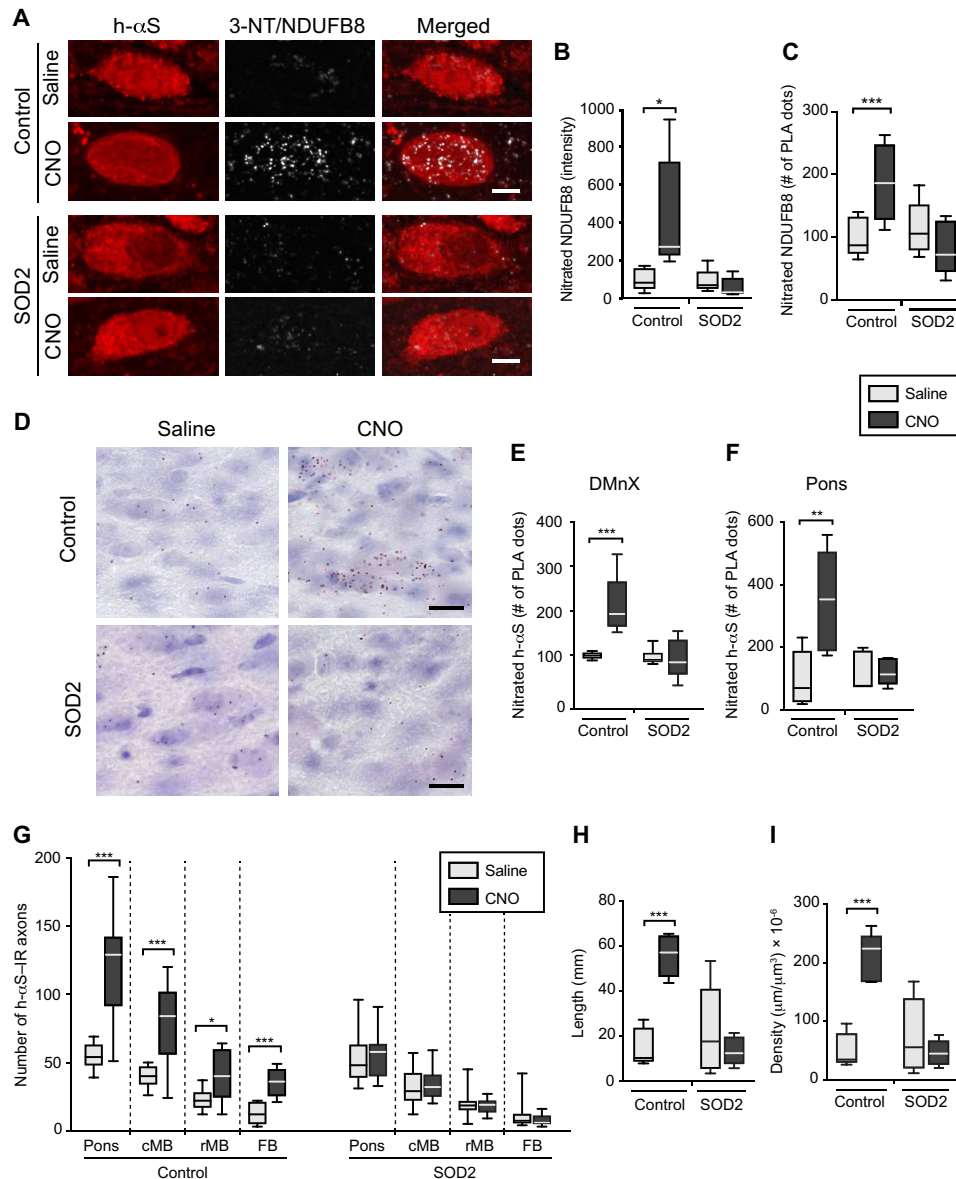 A
h-αS
3-NT/NDUFB8
Merged
Control
Saline
CNO
SOD2
Saline
CNO
B
Nitrated NDUFB8 (intensity)
1000
800
600
400
200
0
*
Control
SOD2
C
Nitrated NDUFB8 (# of PLA dots)
300
200
100
0
***
Control
SOD2
Saline
CNO
D
Saline
CNO
Control
SOD2
E
DMnX
Nitrated h-αS (# of PLA dots)
400
300
200
100
0
***
Control
SOD2
F
Pons
Nitrated h-αS (# of PLA dots)
600
400
200
0
**
Control
SOD2
G
Number of h-αS–IR axons
200
150
100
50
0
***
***
*
***
Saline
CNO
Pons
cMB
rMB
FB
Pons
cMB
rMB
FB
Control
SOD2
H
Length (mm)
80
60
40
20
0
***
Control
SOD2
I
Density (μm/μm³) × 10⁻⁶
300
200
100
0
***
Control
SOD2